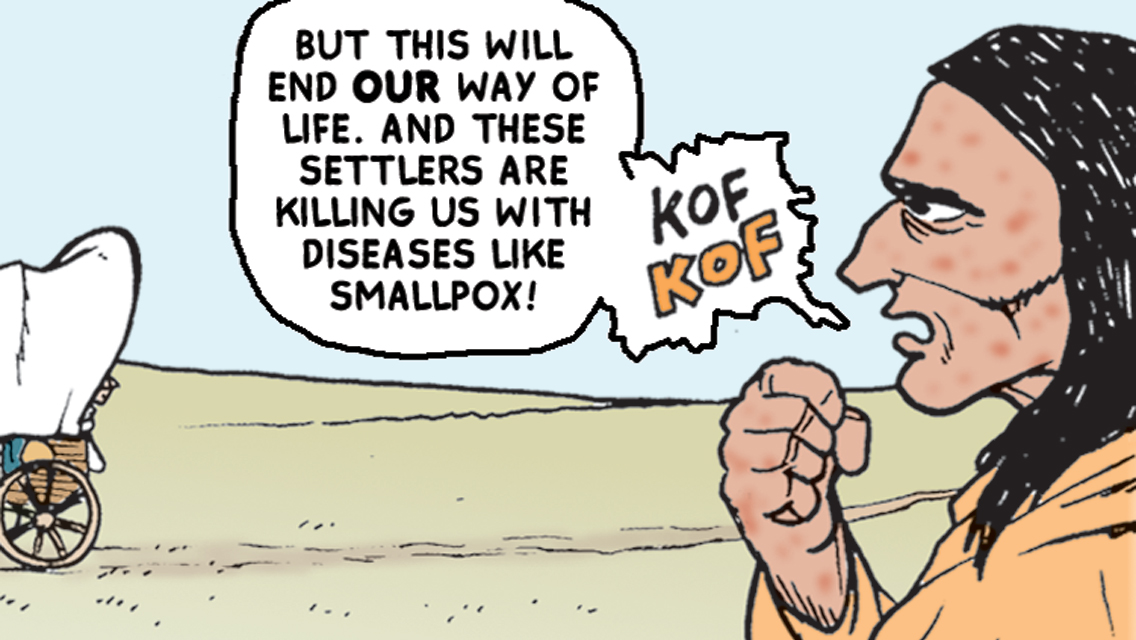 BUT THIS WILL
END OUR WAY OF
LIFE. AND THESE
SETTLERS ARE
KILLING US WITH
DISEASES LIKE
SMALLPOX!
KOF
KOF